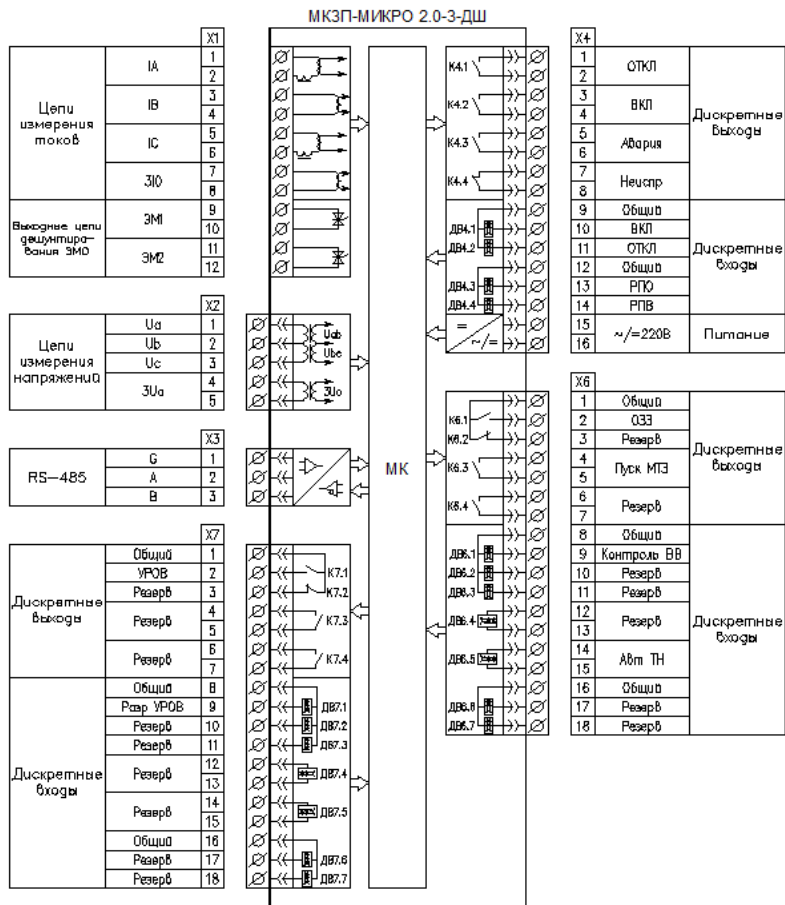 МКЗП-МИКРО 2.0-3-ДШ
X1
Цепи
измерения
токов
IA
1
2
IB
3
4
IC
5
6
3I0
7
8
Выходные цепи
дешунтиро-
вания ЭМО
ЭМ1
9
10
ЭМ2
11
12
X2
Цепи
измерения
напряжений
Ua
1
Ub
2
Uc
3
3Uo
4
5
Uab
Ubc
3Uo
X3
RS-485
G
1
A
2
B
3
X7
Дискретные
выходы
Общий
1
УРОВ
2
Резерв
3
Резерв
4
5
Резерв
6
7
K7.1
K7.2
K7.3
K7.4
Дискретные
входы
Общий
8
Разр УРОВ
9
Резерв
10
Резерв
11
Резерв
12
13
Резерв
14
15
Общий
16
Резерв
17
Резерв
18
ДВ7.1
ДВ7.2
ДВ7.3
ДВ7.4
ДВ7.5
ДВ7.6
ДВ7.7
МК
K4.1
K4.2
K4.3
K4.4
ДВ4.1
ДВ4.2
ДВ4.3
ДВ4.4
=
~/=
X4
1
2
ОТКЛ
3
4
ВКЛ
5
6
Авария
7
8
Неиспр
Дискретные
выходы
9
Общий
10
ВКЛ
11
ОТКЛ
12
Общий
13
РПО
14
РПВ
Дискретные
входы
15
16
~/=220В
Питание
K6.1
K6.2
K6.3
K6.4
ДВ6.1
ДВ6.2
ДВ6.3
ДВ6.4
ДВ6.5
ДВ6.6
ДВ6.7
X6
1
Общий
2
ОЗЗ
3
Резерв
4
5
Пуск МТЗ
6
7
Резерв
Дискретные
выходы
8
Общий
9
Контроль ВВ
10
Резерв
11
Резерв
12
13
Резерв
14
15
Авт ТН
16
Общий
17
Резерв
18
Резерв
Дискретные
входы